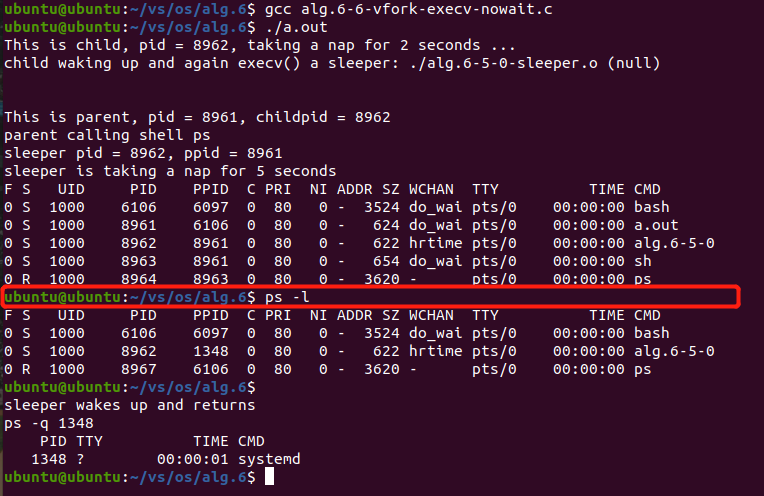 ubuntu@ubuntu:~/vs/os/alg.6$ gcc alg.6-6-vfork-execv-nowait.c
ubuntu@ubuntu:~/vs/os/alg.6$ ./a.out
This is child, pid = 8962, taking a nap for 2 seconds ...
child waking up and again execv() a sleeper: ./alg.6-5-0-sleeper.o (null)
This is parent, pid = 8961, childpid = 8962
parent calling shell ps
sleeper pid = 8962, ppid = 8961
sleeper is taking a nap for 5 seconds
F S   UID     PID    PPID  C PRI  NI ADDR SZ WCHAN  TTY          TIME CMD
0 S  1000    6106    6097  0  80   0 -  3524 do_wai pts/0    00:00:00 bash
0 S  1000    8961    6106  0  80   0 -   624 do_wai pts/0    00:00:00 a.out
0 S  1000    8962    8961  0  80   0 -   622 hrtime pts/0    00:00:00 alg.6-5-0
0 S  1000    8963    8961  0  80   0 -   654 do_wai pts/0    00:00:00 sh
0 R  1000    8964    8963  0  80   0 -  3620 -      pts/0    00:00:00 ps
ubuntu@ubuntu:~/vs/os/alg.6$ ps -l
F S   UID     PID    PPID  C PRI  NI ADDR SZ WCHAN  TTY          TIME CMD
0 S  1000    6106    6097  0  80   0 -  3524 do_wai pts/0    00:00:00 bash
0 S  1000    8962    1348  0  80   0 -   622 hrtime pts/0    00:00:00 alg.6-5-0
0 R  1000    8967    6106  0  80   0 -  3620 -      pts/0    00:00:00 ps
ubuntu@ubuntu:~/vs/os/alg.6$
sleeper wakes up and returns
ps -q 1348
    PID TTY          TIME CMD
   1348 ?        00:00:01 systemd
ubuntu@ubuntu:~/vs/os/alg.6$